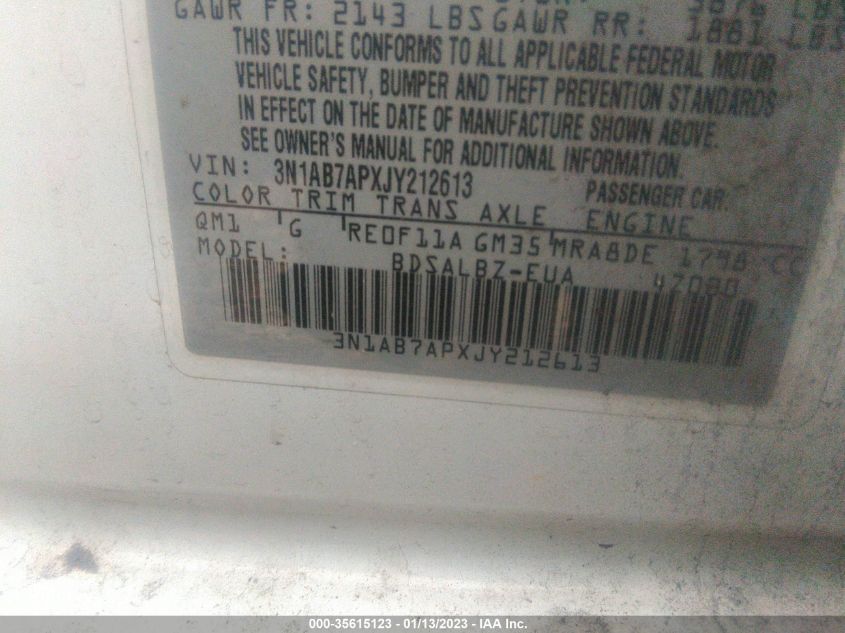 GAWR FR: 2143 LBS GAWR RR: 1881 LBS
THIS VEHICLE CONFORMS TO ALL APPLICABLE FEDERAL MOTOR
VEHICLE SAFETY, BUMPER AND THEFT PREVENTION STANDARDS
IN EFFECT ON THE DATE OF MANUFACTURE SHOWN ABOVE.
SEE OWNER'S MANUAL FOR ADDITIONAL INFORMATION.
VIN: 3N1AB7APXJY212613 PASSENGER CAR
COLOR TRIM TRANS AXLE ENGINE
QM1 G RE0F11A GM35 MRA8DE 1798 CC
MODEL: BDSALBZ-EUA
3N1AB7APXJY212613
000-35615123 - 01/13/2023 - IAA Inc.